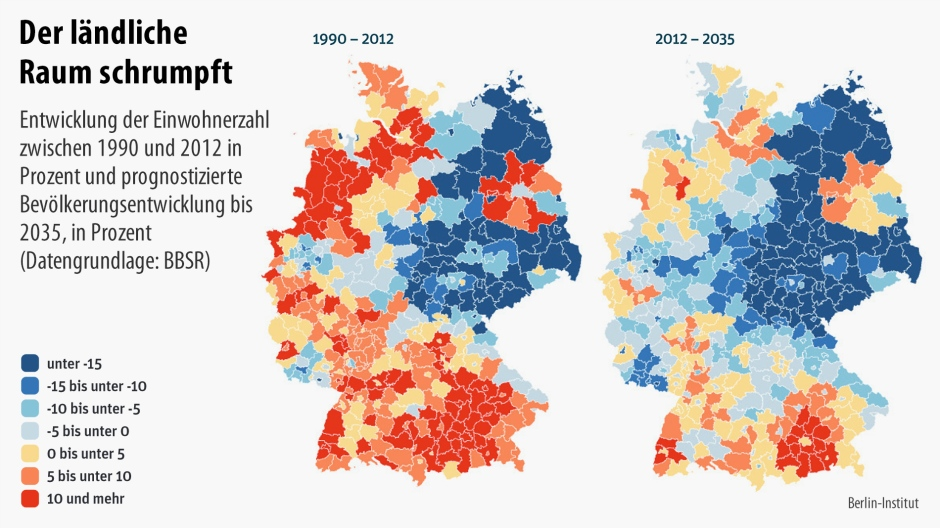 Der ländliche
Raum schrumpft
Entwicklung der Einwohnerzahl
zwischen 1990 und 2012 in
Prozent und prognostizierte
Bevölkerungsentwicklung bis
2035, in Prozent
(Datengrundlage: BBSR)
1990 – 2012
2012 – 2035
unter -15
-15 bis unter -10
-10 bis unter -5
-5 bis unter 0
0 bis unter 5
5 bis unter 10
10 und mehr
Berlin-Institut